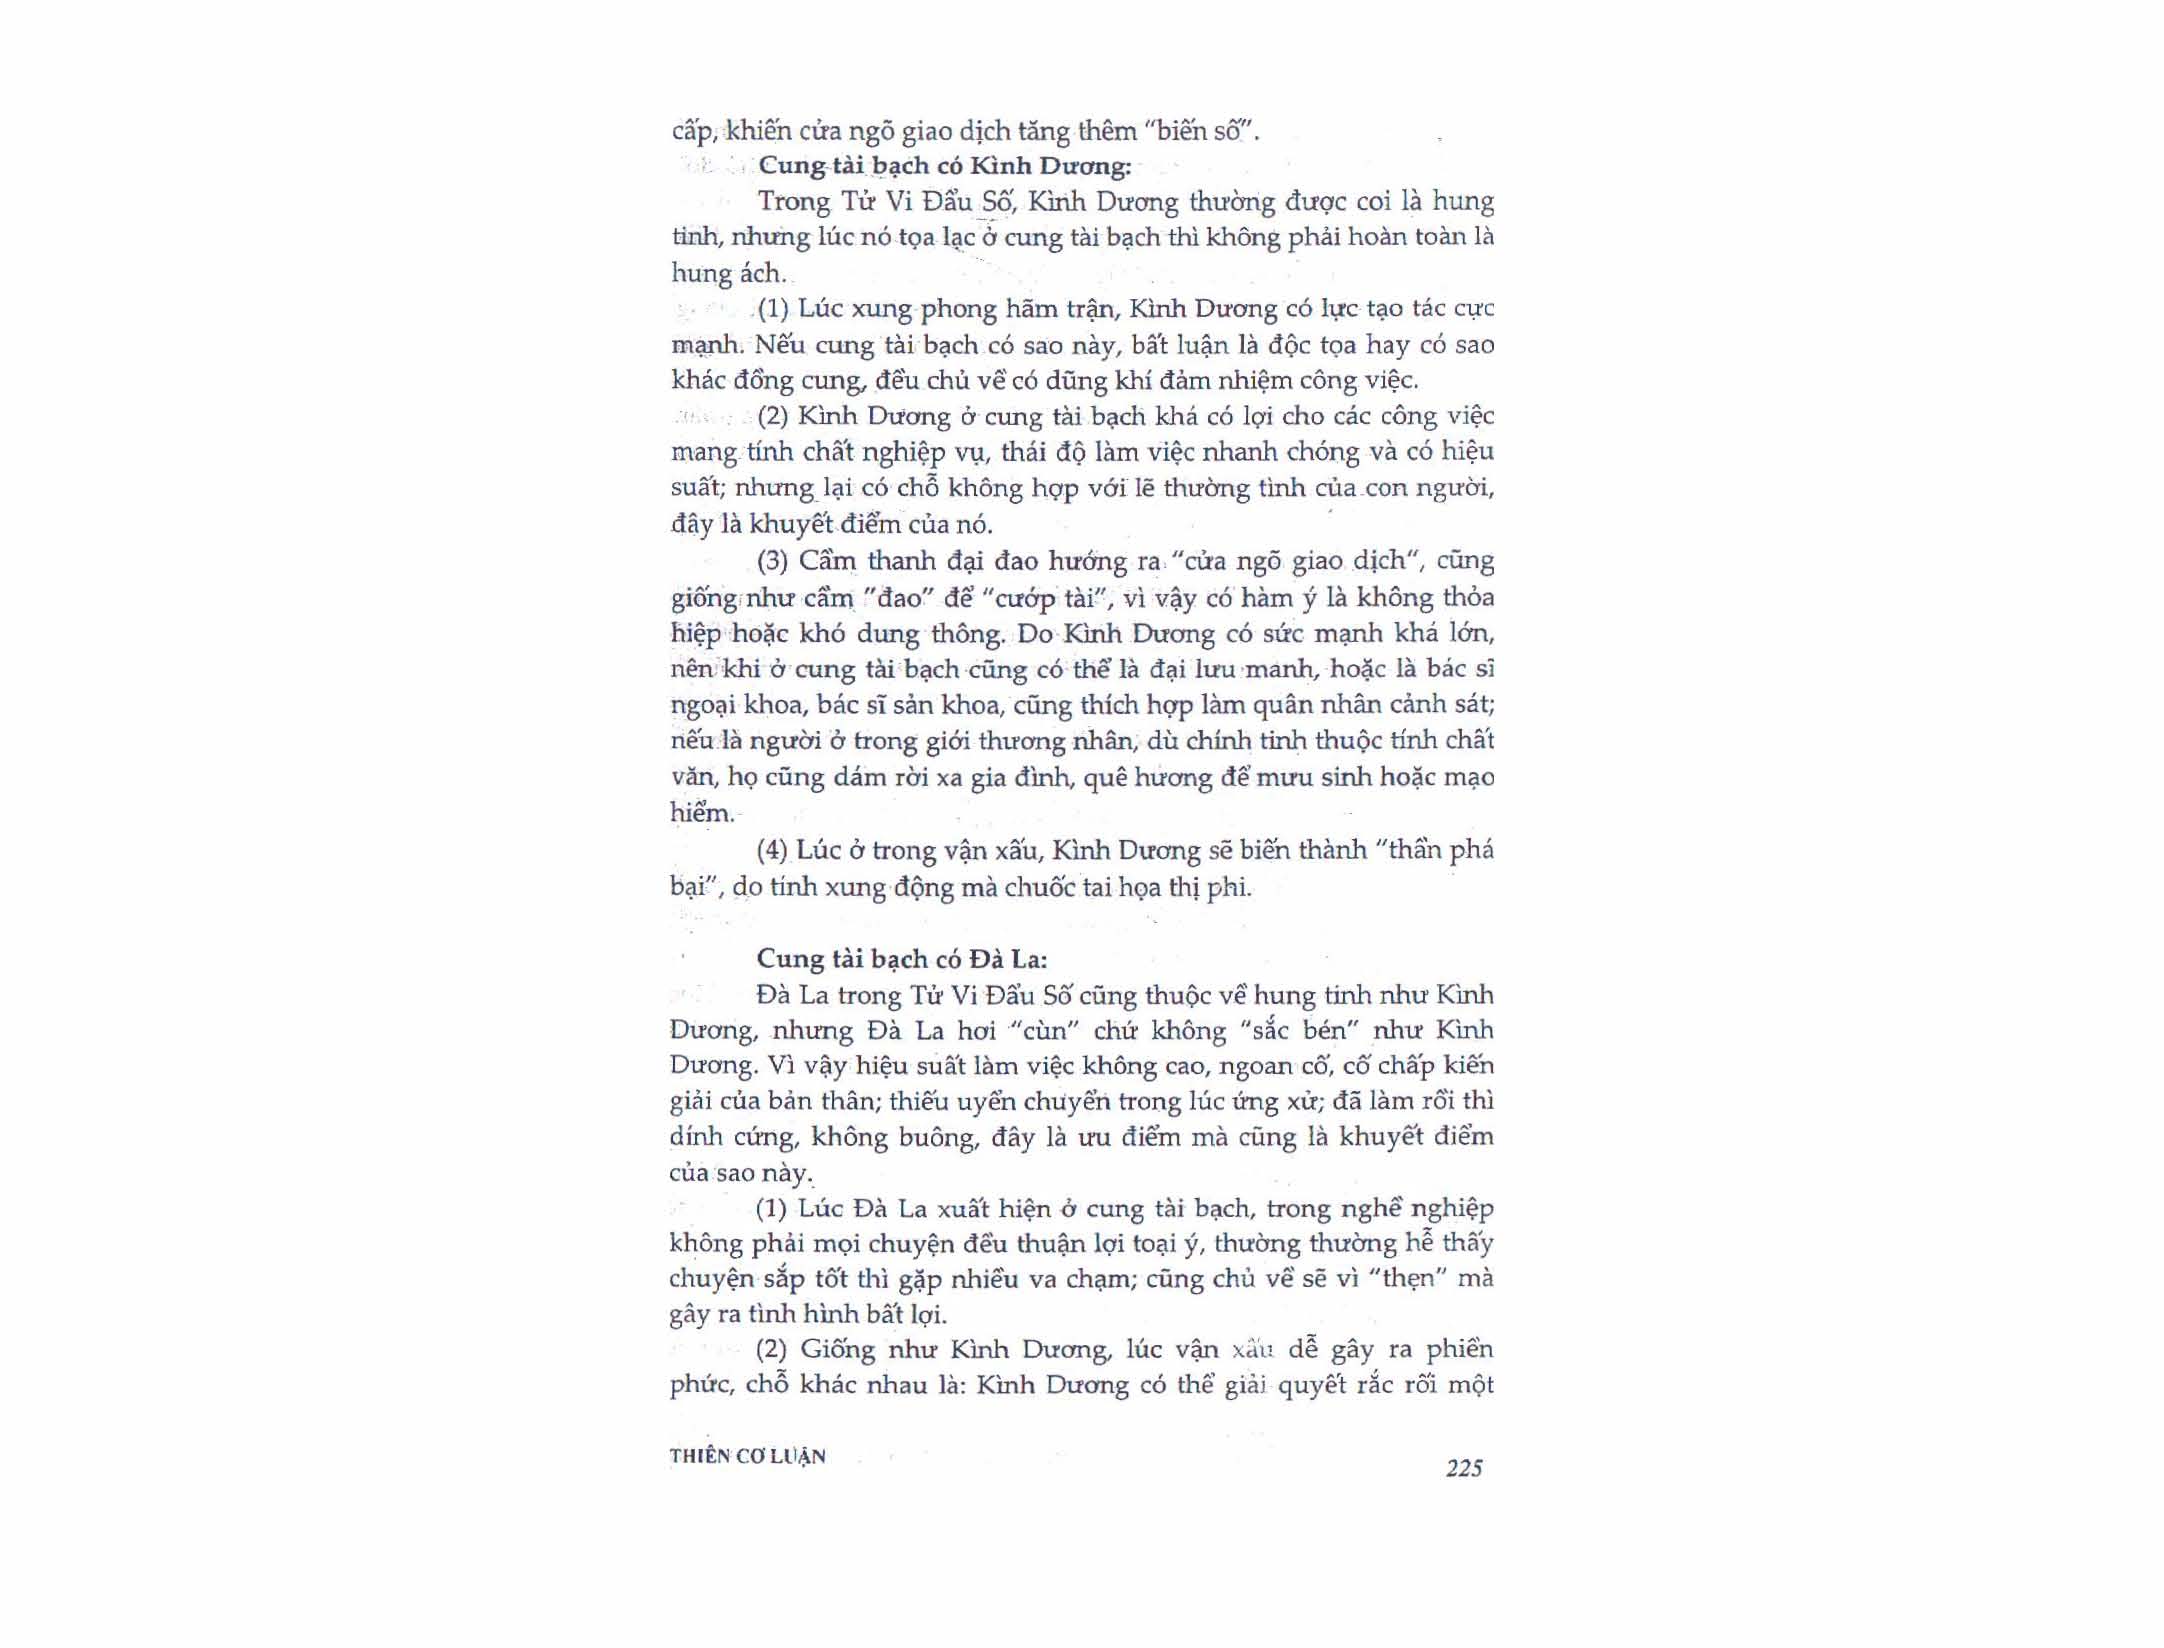 cấp, khiến cửa ngõ giao dịch tăng thêm "biến số".
Cung tài bạch có Kình Dương:
Trong Tử Vi Đẩu Số, Kình Dương thường được coi là hung
tinh, nhưng lúc nó tọa lạc ở cung tài bạch thì không phải hoàn toàn là
hung ách.
(1) Lúc xung phong hãm trận, Kình Dương có lực tạo tác cực
mạnh. Nếu cung tài bạch có sao này, bất luận là độc tọa hay có sao
khác đồng cung, đều chủ về có dũng khí đảm nhiệm công việc.
(2) Kình Dương ở cung tài bạch khá có lợi cho các công việc
mang tính chất nghiệp vụ, thái độ làm việc nhanh chóng và có hiệu
suất; nhưng lại có chỗ không hợp với lẽ thường tình của con người,
đây là khuyết điểm của nó.
(3) Cầm thanh đại đao hướng ra "cửa ngõ giao dịch", cũng
giống như cầm "đao" để "cướp tài", vì vậy có hàm ý là không thỏa
hiệp hoặc khó dung thông. Do Kình Dương có sức mạnh khá lớn,
nên khi ở cung tài bạch cũng có thể là đại lưu manh, hoặc là bác sĩ
ngoại khoa, bác sĩ sản khoa, cũng thích hợp làm quân nhân cảnh sát;
nếu là người ở trong giới thương nhân, dù chính tinh thuộc tính chất
văn, họ cũng dám rời xa gia đình, quê hương để mưu sinh hoặc mạo
hiểm.
(4) Lúc ở trong vận xấu, Kình Dương sẽ biến thành "thần phá
bại", do tính xung động mà chuốc tai họa thị phi.
Cung tài bạch có Đà La:
Đà La trong Tử Vi Đẩu Số cũng thuộc về hung tinh như Kình
Dương, nhưng Đà La hơi "cùn" chứ không "sắc bén" như Kình
Dương. Vì vậy hiệu suất làm việc không cao, ngoan cố, cố chấp kiến
giải của bản thân; thiếu uyển chuyển trong lúc ứng xử; đã làm rồi thì
dính cứng, không buông, đây là ưu điểm mà cũng là khuyết điểm
của sao này.
(1) Lúc Đà La xuất hiện ở cung tài bạch, trong nghề nghiệp
không phải mọi chuyện đều thuận lợi toại ý, thường thường hễ thấy
chuyện sắp tốt thì gặp nhiều va chạm; cũng chủ về sẽ vì "thẹn" mà
gây ra tình hình bất lợi.
(2) Giống như Kình Dương, lúc vận xấu dễ gây ra phiền
phức, chỗ khác nhau là: Kình Dương có thể giải quyết rắc rối một
THIÊN CƠ LUẬN
225